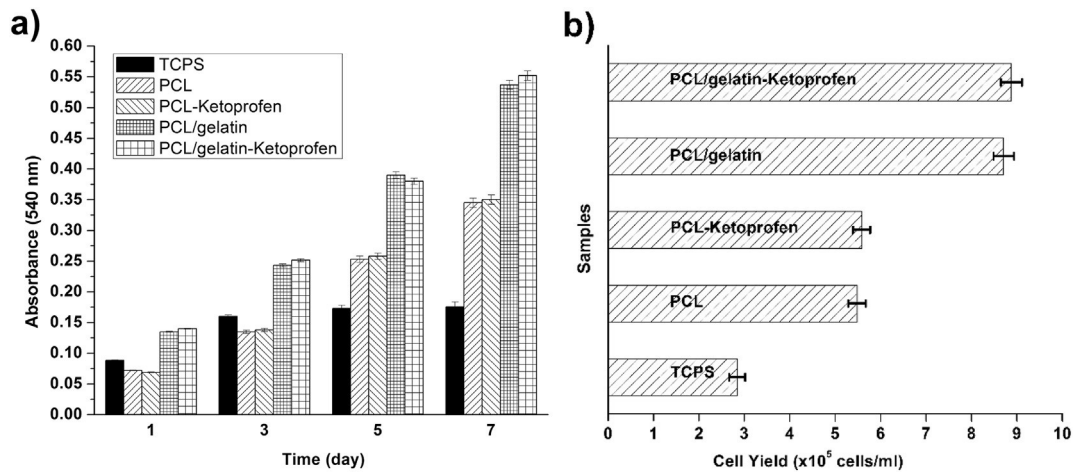 a)
0.60
0.55
0.50
0.45
0.40
0.35
0.30
0.25
0.20
0.15
0.10
0.05
0.00
Absorbance (540 nm)
TCPS
PCL
PCL-Ketoprofen
PCL/gelatin
PCL/gelatin-Ketoprofen
1 3 5 7
Time (day)
b)
Samples
PCL/gelatin-Ketoprofen
PCL/gelatin
PCL-Ketoprofen
PCL
TCPS
0 1 2 3 4 5 6 7 8 9 10
Cell Yield (x10⁵ cells/ml)